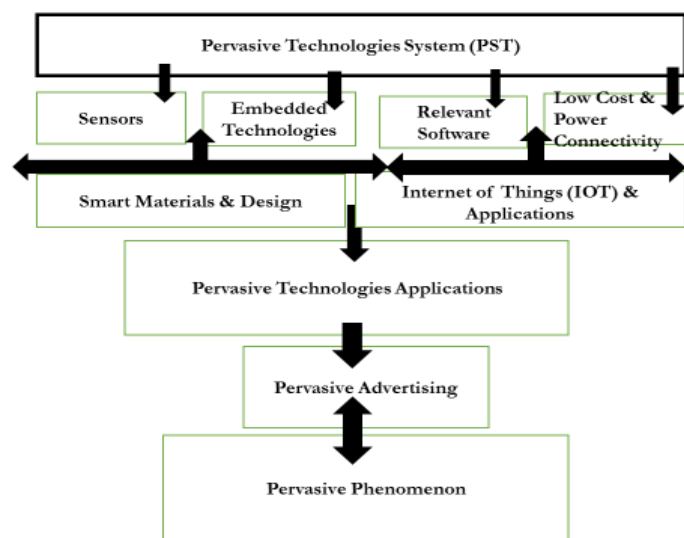 Pervasive Technologies System (PST)
Sensors
Embedded
Technologies
Relevant
Software
Low Cost &
Power
Connectivity
Smart Materials & Design
Internet of Things (IOT) &
Applications
Pervasive Technologies Applications
Pervasive Advertising
Pervasive Phenomenon